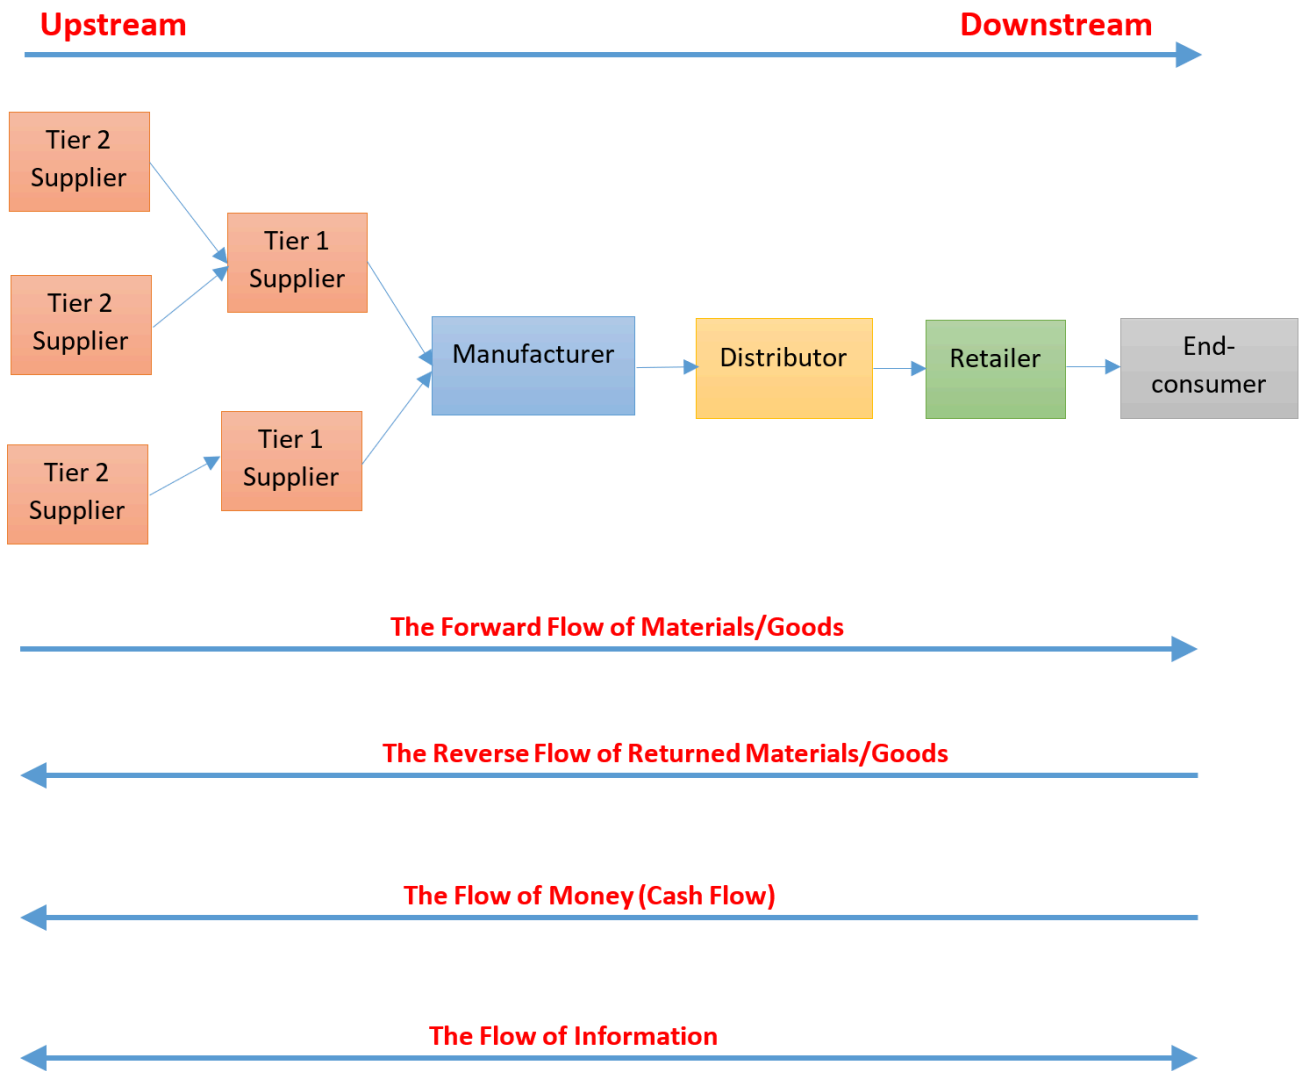 Upstream
Downstream
Tier 2
Supplier
Tier 1
Supplier
Tier 2
Supplier
Manufacturer
Distributor
Retailer
End-
consumer
Tier 1
Supplier
Tier 2
Supplier
The Forward Flow of Materials/Goods
The Reverse Flow of Returned Materials/Goods
The Flow of Money (Cash Flow)
The Flow of Information